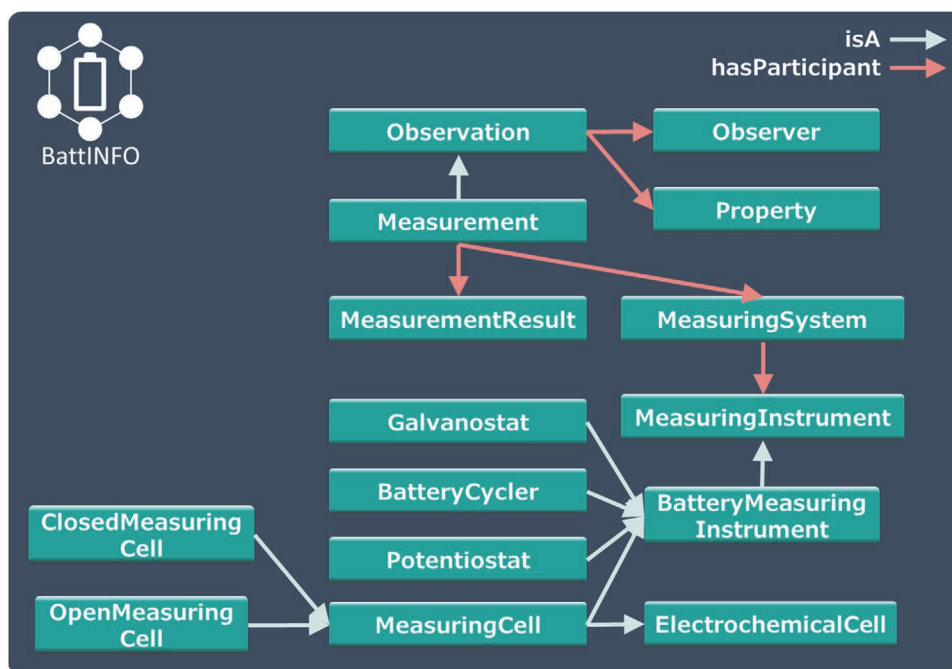 isA
hasParticipant
BattINFO
Observation
Observer
Measurement
Property
MeasurementResult
MeasuringSystem
Galvanostat
MeasuringInstrument
BatteryCycler
BatteryMeasuring
Instrument
ClosedMeasuring
Cell
Potentiostat
OpenMeasuring
Cell
MeasuringCell
ElectrochemicalCell